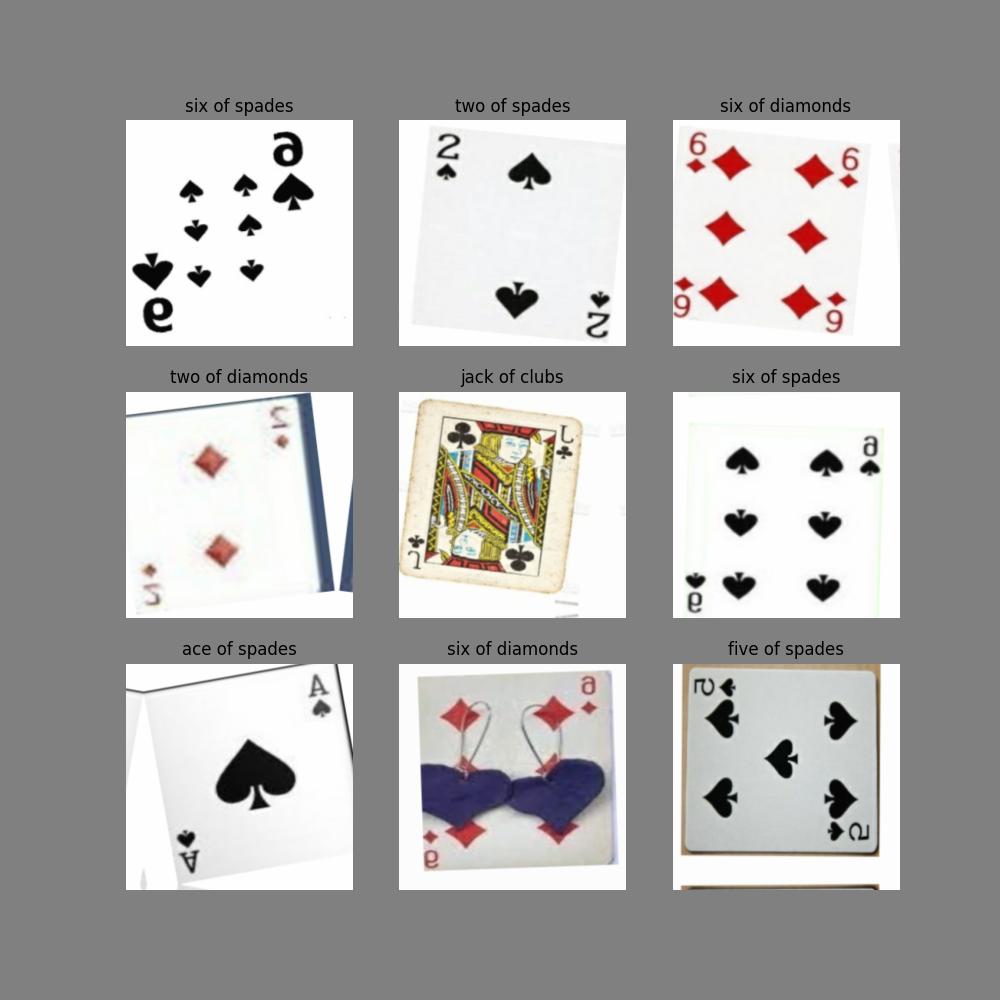 six of spades
two of spades
six of diamonds
6
6
2
2
6
6
6
6
two of diamonds
jack of clubs
six of spades
2
2
J
J
6
6
ace of spades
six of diamonds
five of spades
A
A
6
6
5
5